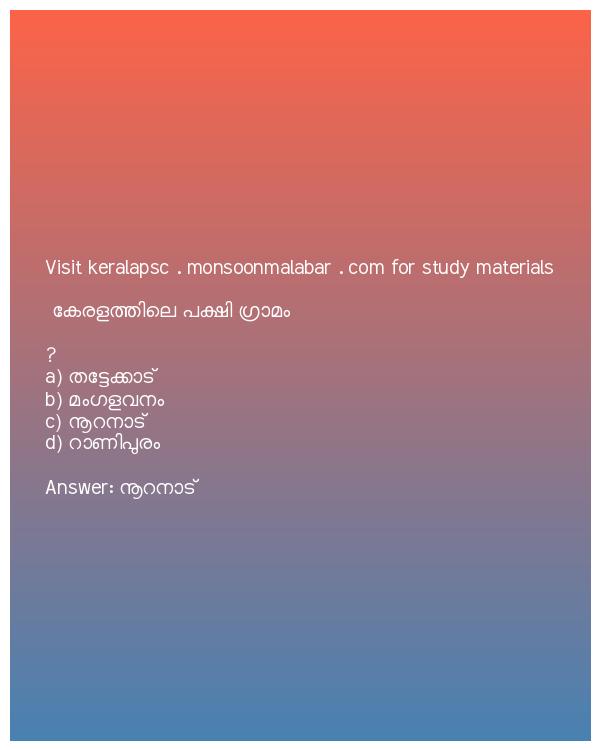 Visit keralapsc . monsoonmalabar . com for study materials
കേരളത്തിലെ പക്ഷി ഗ്രാമം
?
a) തട്ടേക്കാട്
b) മംഗളവനം
c) നൂറനാട്
d) റാണിപുരം
Answer: നൂറനാട്